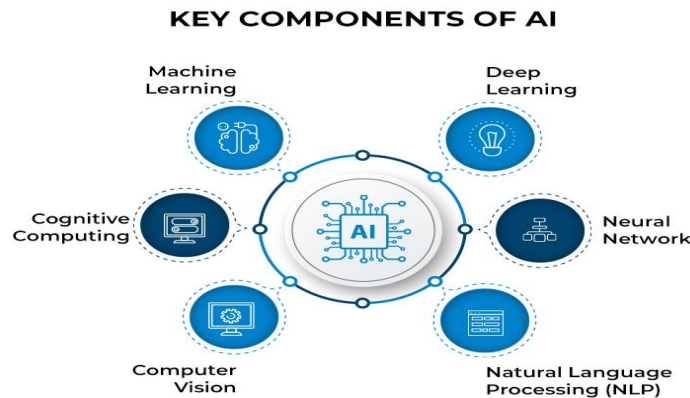 KEY COMPONENTS OF AI
Machine
Learning
Deep
Learning
Cognitive
Computing
AI
Neural
Network
Computer
Vision
Natural Language
Processing (NLP)